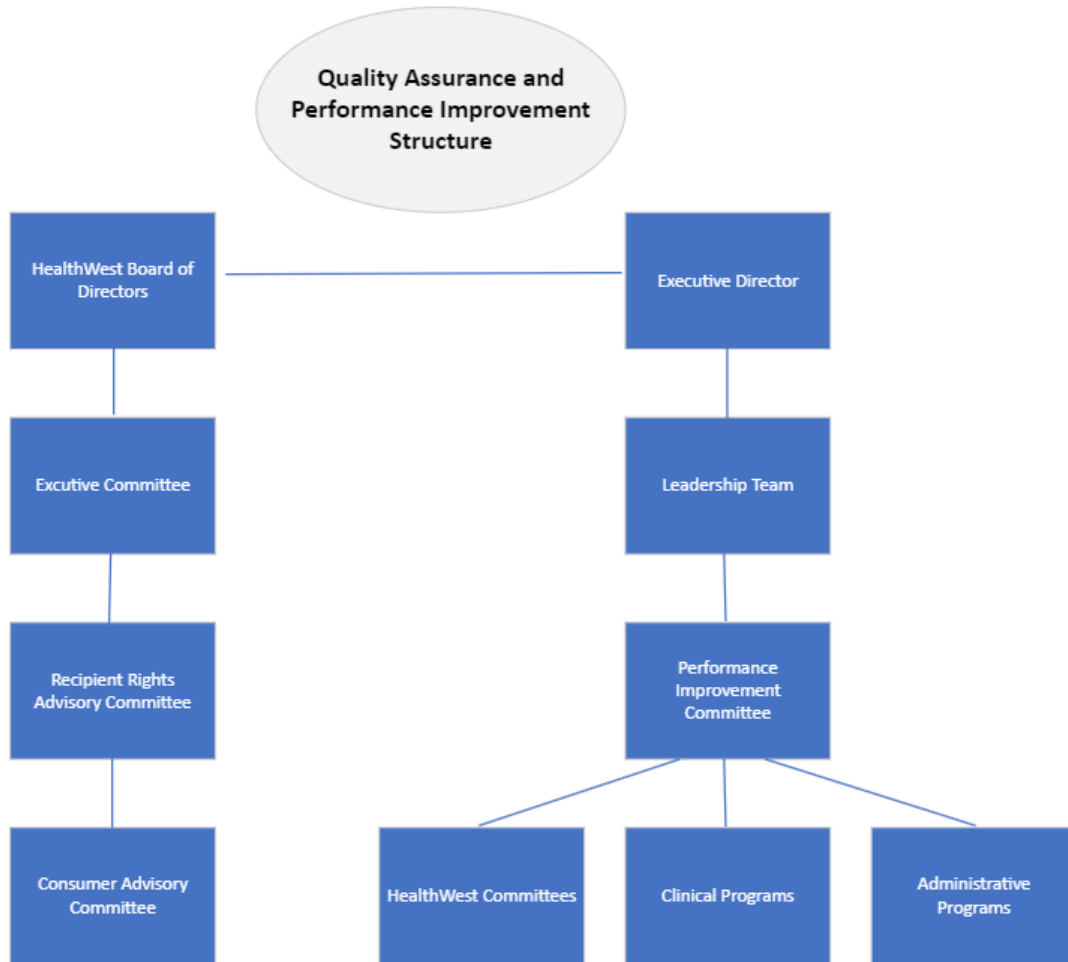 Quality Assurance and
Performance Improvement
Structure
HealthWest Board of
Directors
Executive Director
Excutive Committee
Leadership Team
Recipient Rights
Advisory Committee
Performance
Improvement
Committee
Consumer Advisory
Committee
HealthWest Committees
Clinical Programs
Administrative
Programs